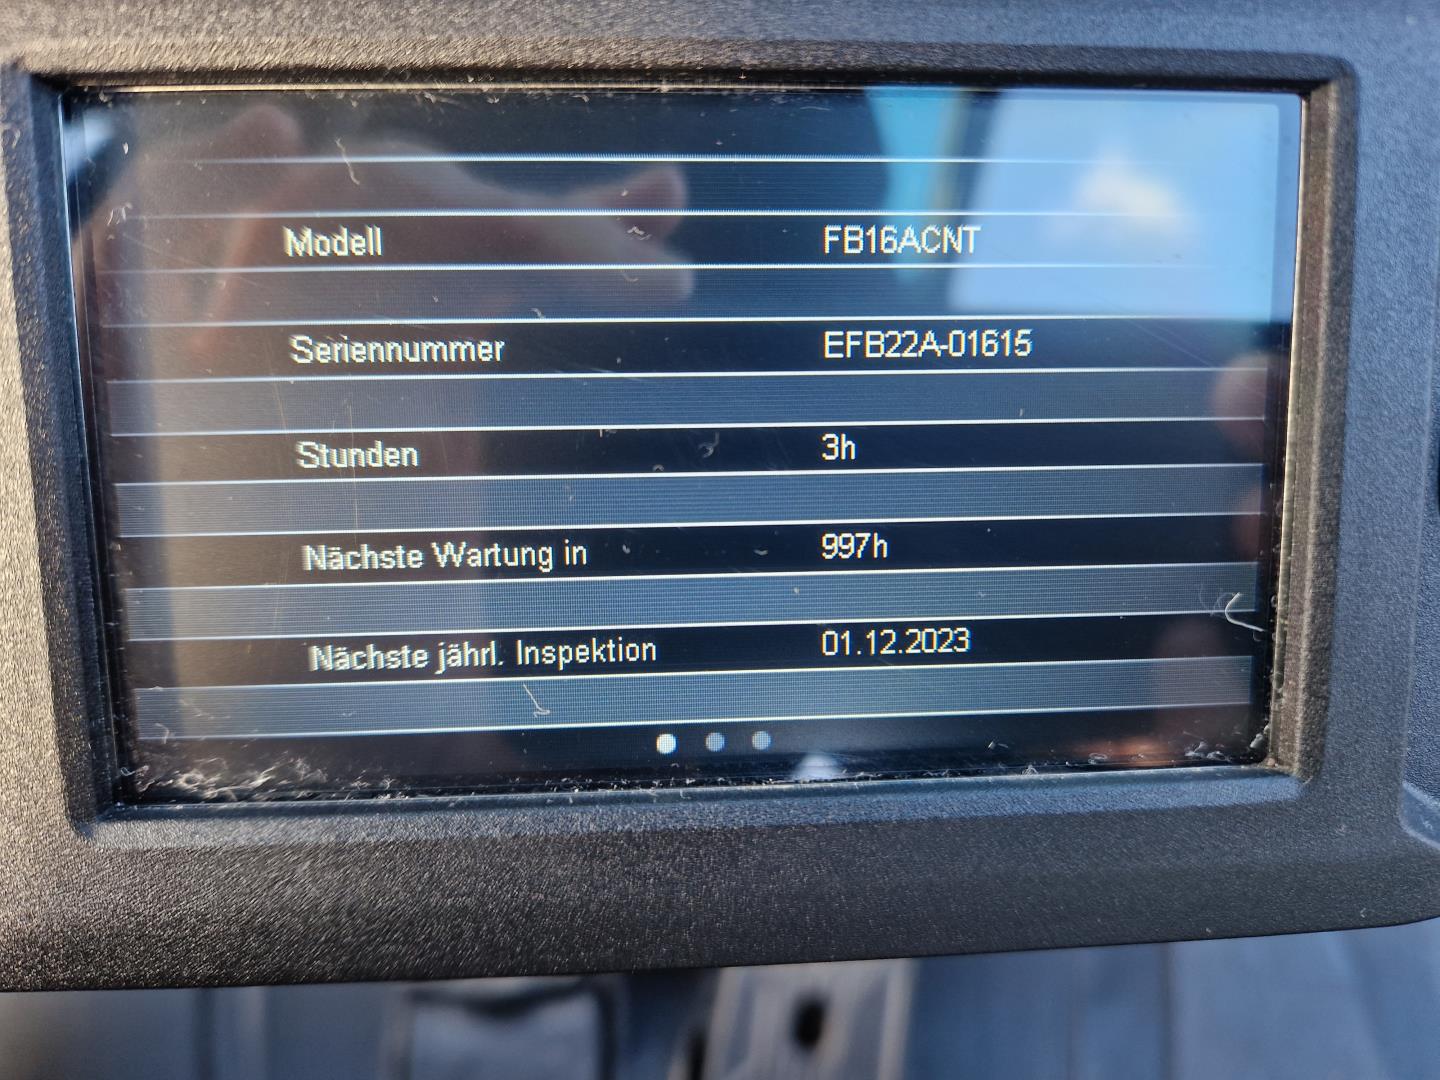 Modell FB16ACNT
Seriennummer EFB22A-01615
Stunden 3h
Nächste Wartung in 997h
Nächste jährl. Inspektion 01.12.2023